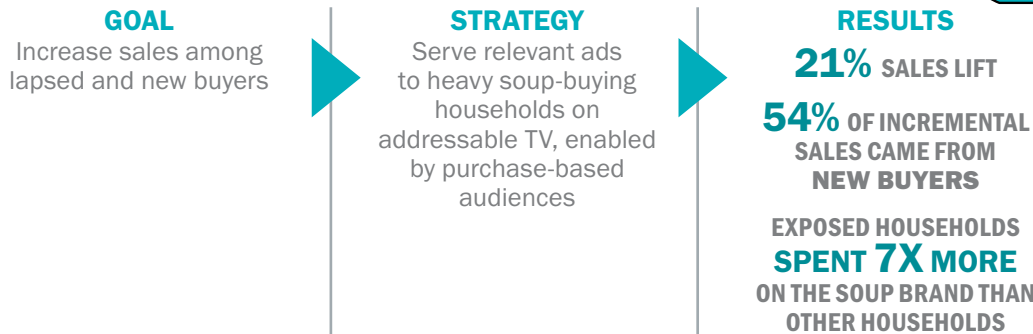 GOAL
Increase sales among
lapsed and new buyers
STRATEGY
Serve relevant ads
to heavy soup-buying
households on
addressable TV, enabled
by purchase-based
audiences
RESULTS
21% SALES LIFT
54% OF INCREMENTAL
SALES CAME FROM
NEW BUYERS
EXPOSED HOUSEHOLDS
SPENT 7X MORE
ON THE SOUP BRAND THAN
OTHER HOUSEHOLDS